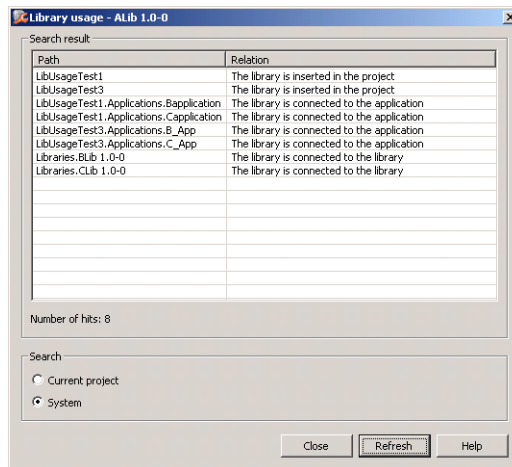 Library usage - ALib 1.0-0
Search result
Path Relation
LibUsageTest1 The library is inserted in the project
LibUsageTest3 The library is inserted in the project
LibUsageTest1.Applications.Bapplication The library is connected to the application
LibUsageTest1.Applications.Capplication The library is connected to the application
LibUsageTest3.Applications.B_App The library is connected to the application
LibUsageTest3.Applications.C_App The library is connected to the application
Libraries.BLib 1.0-0 The library is connected to the library
Libraries.CLib 1.0-0 The library is connected to the library
Number of hits: 8
Search
Current project
System
Close Refresh Help